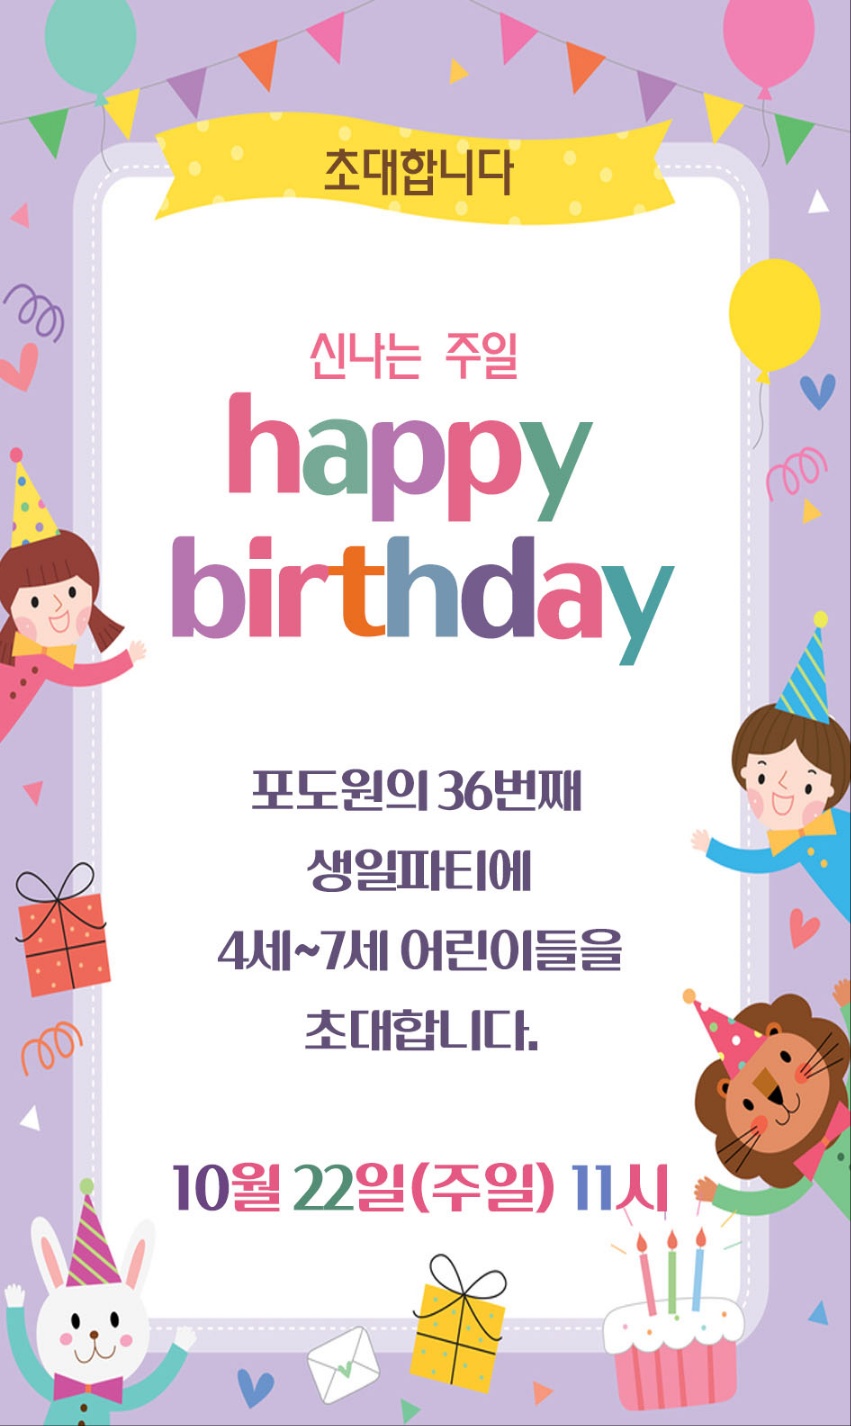 초대합니다
신나는 주일
happy
birthday
포도원의 36번째
생일파티에
4세~7세 어린이들을
초대합니다.
10월 22일(주일) 11시